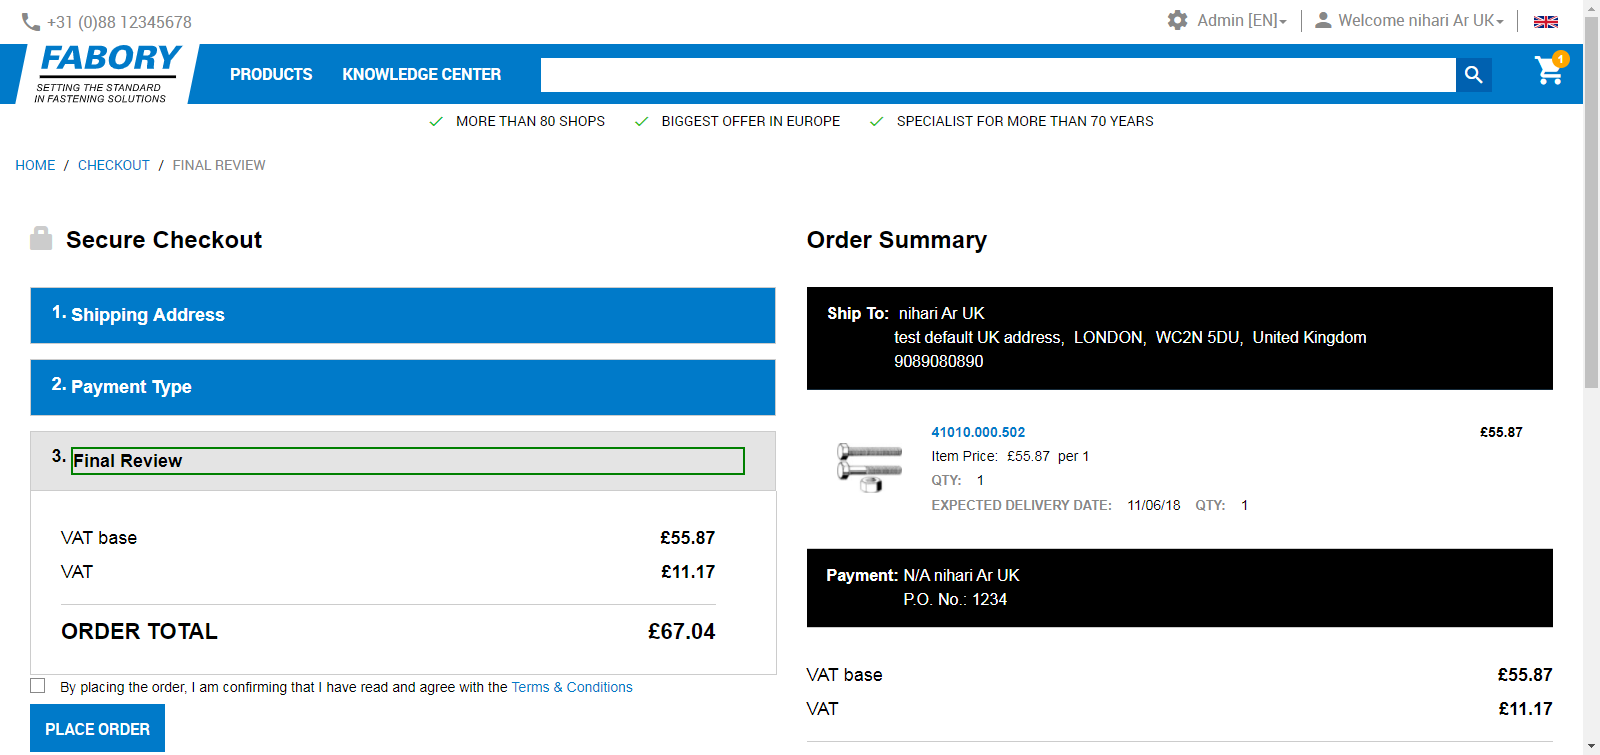 +31 (0)88 12345678
Admin [EN]
Welcome nihari Ar UK
FABORY
SETTING THE STANDARD
IN FASTENING SOLUTIONS
PRODUCTS
KNOWLEDGE CENTER
1
MORE THAN 80 SHOPS
BIGGEST OFFER IN EUROPE
SPECIALIST FOR MORE THAN 70 YEARS
HOME / CHECKOUT / FINAL REVIEW
Secure Checkout
1. Shipping Address
2. Payment Type
3. Final Review
VAT base £55.87
VAT £11.17
ORDER TOTAL £67.04
By placing the order, I am confirming that I have read and agree with the Terms & Conditions
PLACE ORDER
Order Summary
Ship To: nihari Ar UK
test default UK address, LONDON, WC2N 5DU, United Kingdom
9089080890
41010.000.502 £55.87
Item Price: £55.87 per 1
QTY: 1
EXPECTED DELIVERY DATE: 11/06/18 QTY: 1
Payment: N/A nihari Ar UK
P.O. No.: 1234
VAT base £55.87
VAT £11.17